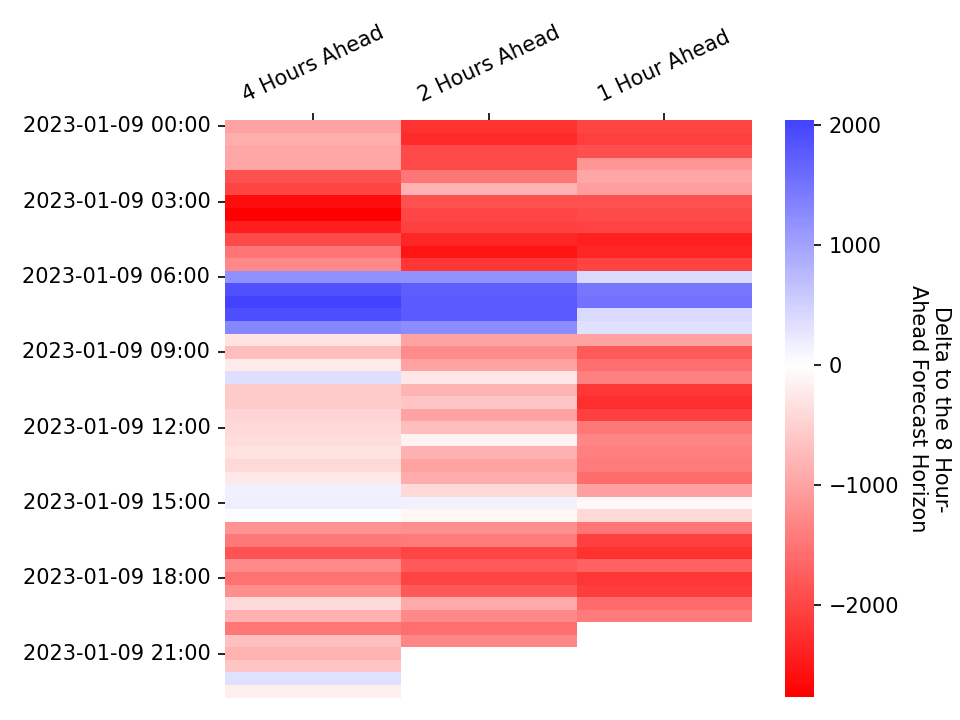 4 Hours Ahead
2 Hours Ahead
1 Hour Ahead
2023-01-09 00:00
2023-01-09 03:00
2023-01-09 06:00
2023-01-09 09:00
2023-01-09 12:00
2023-01-09 15:00
2023-01-09 18:00
2023-01-09 21:00
2000
1000
0
−1000
−2000
Delta to the 8 Hour-
Ahead Forecast Horizon